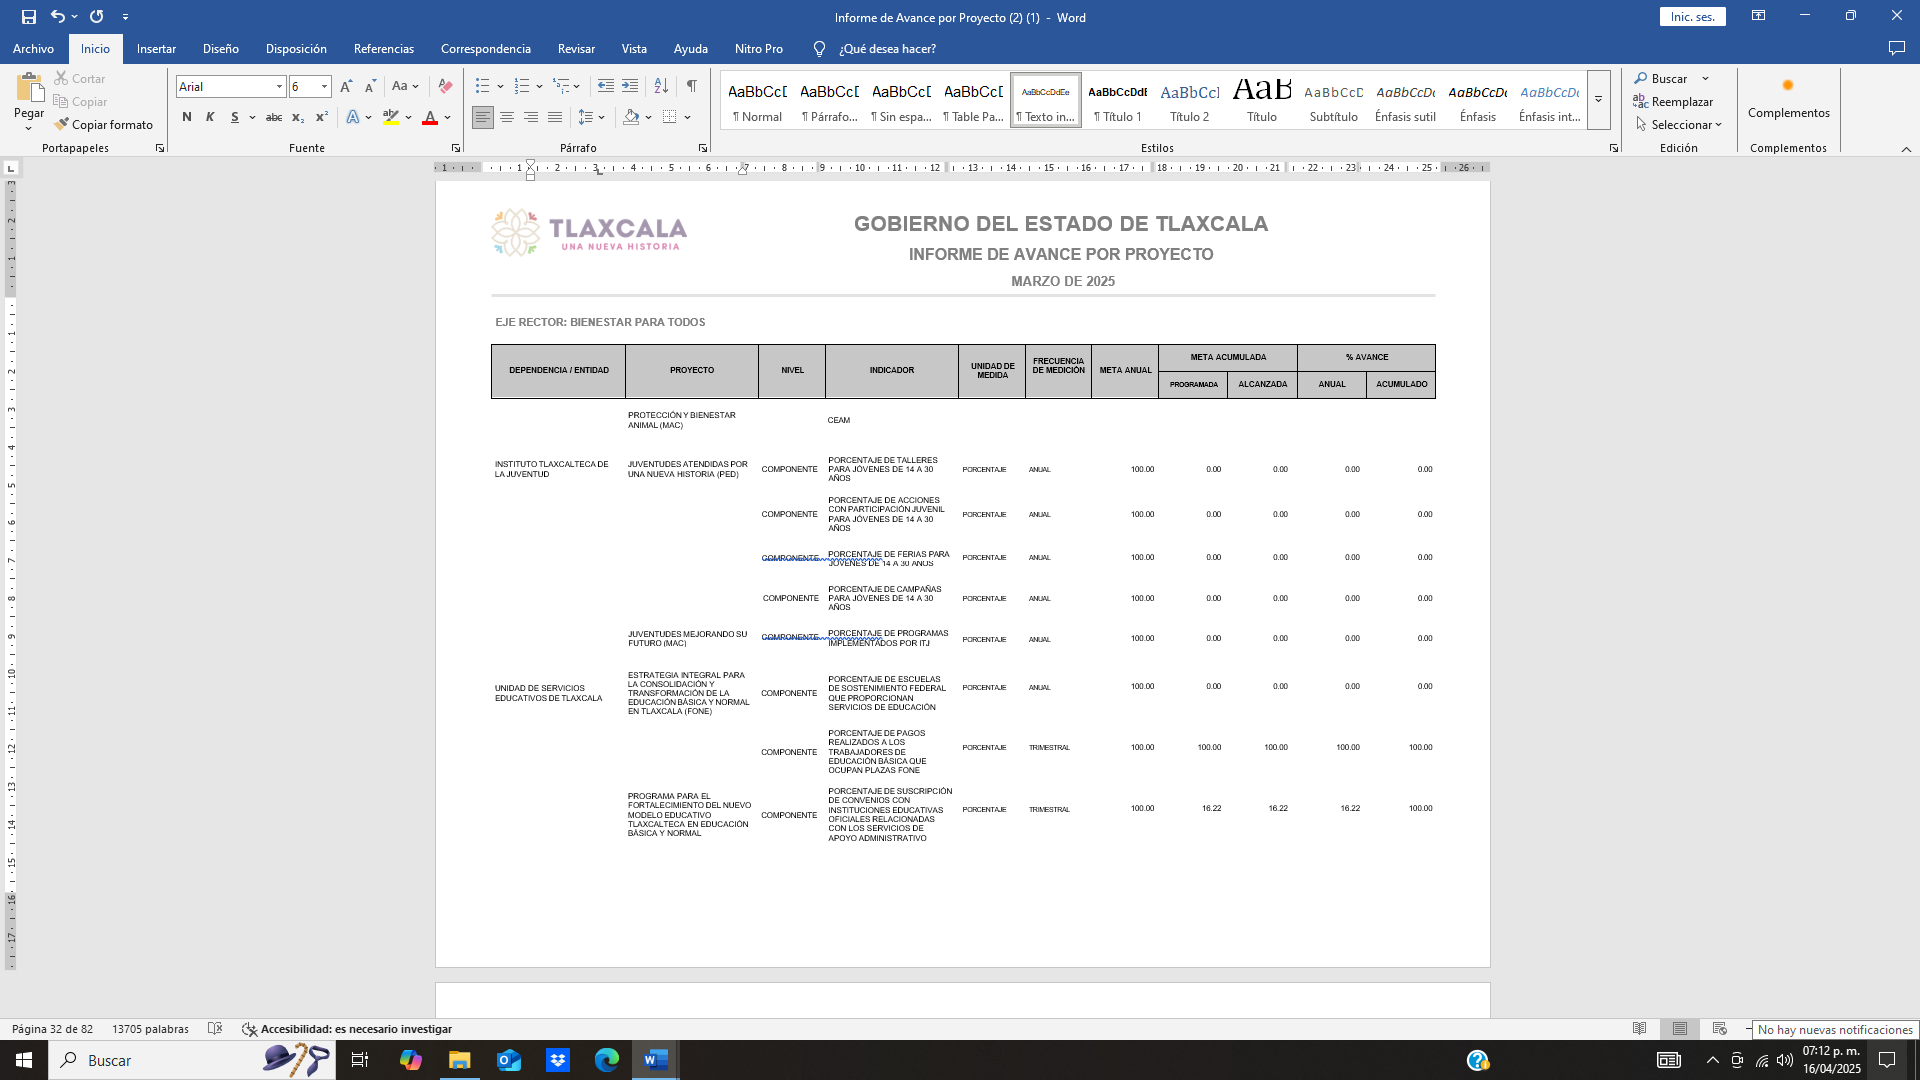 Informe de Avance por Proyecto (2) (1) - Word
Inic. ses.
Archivo Inicio Insertar Diseño Disposición Referencias Correspondencia Revisar Vista Ayuda Nitro Pro ¿Qué desea hacer?
Pegar
Cortar
Copiar
Copiar formato
Portapapeles
Arial 6
Fuente
Párrafo
AaBbCcDdEe
¶ Normal ¶ Párrafo... ¶ Sin espa... ¶ Table Pa... ¶ Texto in... ¶ Título 1 Título 2 Título Subtítulo Énfasis sutil Énfasis Énfasis int...
Estilos
Buscar
Reemplazar
Seleccionar
Edición
Complementos
Complementos
TLAXCALA
UNA NUEVA HISTORIA
GOBIERNO DEL ESTADO DE TLAXCALA
INFORME DE AVANCE POR PROYECTO
MARZO DE 2025
EJE RECTOR: BIENESTAR PARA TODOS
DEPENDENCIA / ENTIDAD PROYECTO NIVEL INDICADOR UNIDAD DE MEDIDA FRECUENCIA DE MEDICIÓN META ANUAL META ACUMULADA % AVANCE
PROGRAMADA ALCANZADA ANUAL ACUMULADO
PROTECCIÓN Y BIENESTAR
ANIMAL (MAC)
CEAM
INSTITUTO TLAXCALTECA DE
LA JUVENTUD
JUVENTUDES ATENDIDAS POR
UNA NUEVA HISTORIA (PED)
COMPONENTE
PORCENTAJE DE TALLERES
PARA JÓVENES DE 14 A 30
AÑOS
PORCENTAJE ANUAL 100.00 0.00 0.00 0.00 0.00
COMPONENTE
PORCENTAJE DE ACCIONES
CON PARTICIPACIÓN JUVENIL
PARA JÓVENES DE 14 A 30
AÑOS
PORCENTAJE ANUAL 100.00 0.00 0.00 0.00 0.00
COMPONENTE
PORCENTAJE DE FERIAS PARA
JÓVENES DE 14 A 30 AÑOS
PORCENTAJE ANUAL 100.00 0.00 0.00 0.00 0.00
COMPONENTE
PORCENTAJE DE CAMPAÑAS
PARA JÓVENES DE 14 A 30
AÑOS
PORCENTAJE ANUAL 100.00 0.00 0.00 0.00 0.00
JUVENTUDES MEJORANDO SU
FUTURO (MAC)
COMPONENTE
PORCENTAJE DE PROGRAMAS
IMPLEMENTADOS POR ITJ
PORCENTAJE ANUAL 100.00 0.00 0.00 0.00 0.00
UNIDAD DE SERVICIOS
EDUCATIVOS DE TLAXCALA
ESTRATEGIA INTEGRAL PARA
LA CONSOLIDACIÓN Y
TRANSFORMACIÓN DE LA
EDUCACIÓN BÁSICA Y NORMAL
EN TLAXCALA (FONE)
COMPONENTE
PORCENTAJE DE ESCUELAS
DE SOSTENIMIENTO FEDERAL
QUE PROPORCIONAN
SERVICIOS DE EDUCACIÓN
PORCENTAJE ANUAL 100.00 0.00 0.00 0.00 0.00
COMPONENTE
PORCENTAJE DE PAGOS
REALIZADOS A LOS
TRABAJADORES DE
EDUCACIÓN BÁSICA QUE
OCUPAN PLAZAS FONE
PORCENTAJE TRIMESTRAL 100.00 100.00 100.00 100.00 100.00
PROGRAMA PARA EL
FORTALECIMIENTO DEL NUEVO
MODELO EDUCATIVO
TLAXCALTECA EN EDUCACIÓN
BÁSICA Y NORMAL
COMPONENTE
PORCENTAJE DE SUSCRIPCIÓN
DE CONVENIOS CON
INSTITUCIONES EDUCATIVAS
OFICIALES RELACIONADAS
CON LOS SERVICIOS DE
APOYO ADMINISTRATIVO
PORCENTAJE TRIMESTRAL 100.00 16.22 16.22 16.22 100.00
Página 32 de 82 13705 palabras Accesibilidad: es necesario investigar
No hay nuevas notificaciones
Buscar
07:12 p. m.
16/04/2025